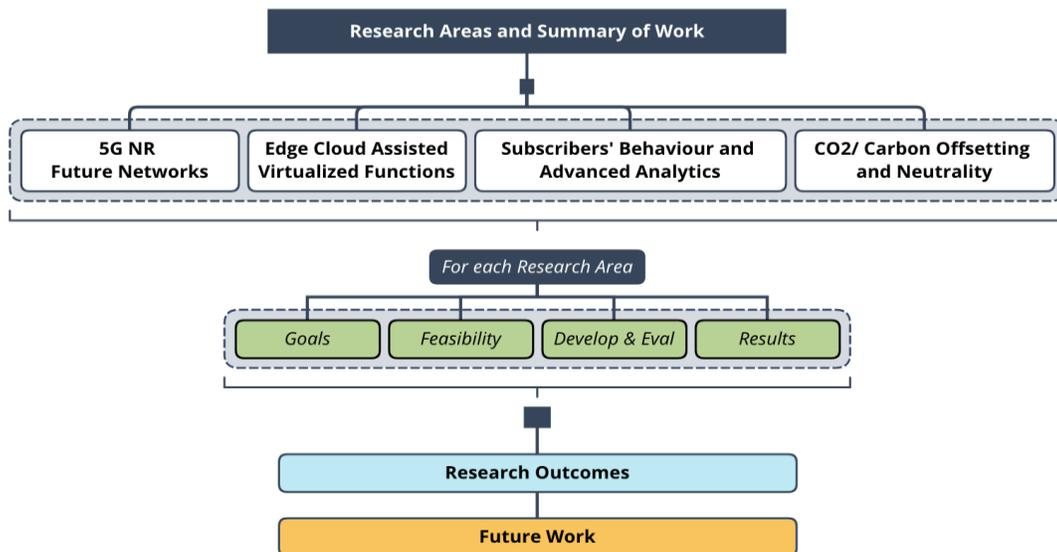 Research Areas and Summary of Work
5G NR
Future Networks
Edge Cloud Assisted
Virtualized Functions
Subscribers' Behaviour and
Advanced Analytics
CO2/ Carbon Offsetting
and Neutrality
For each Research Area
Goals
Feasibility
Develop & Eval
Results
Research Outcomes
Future Work